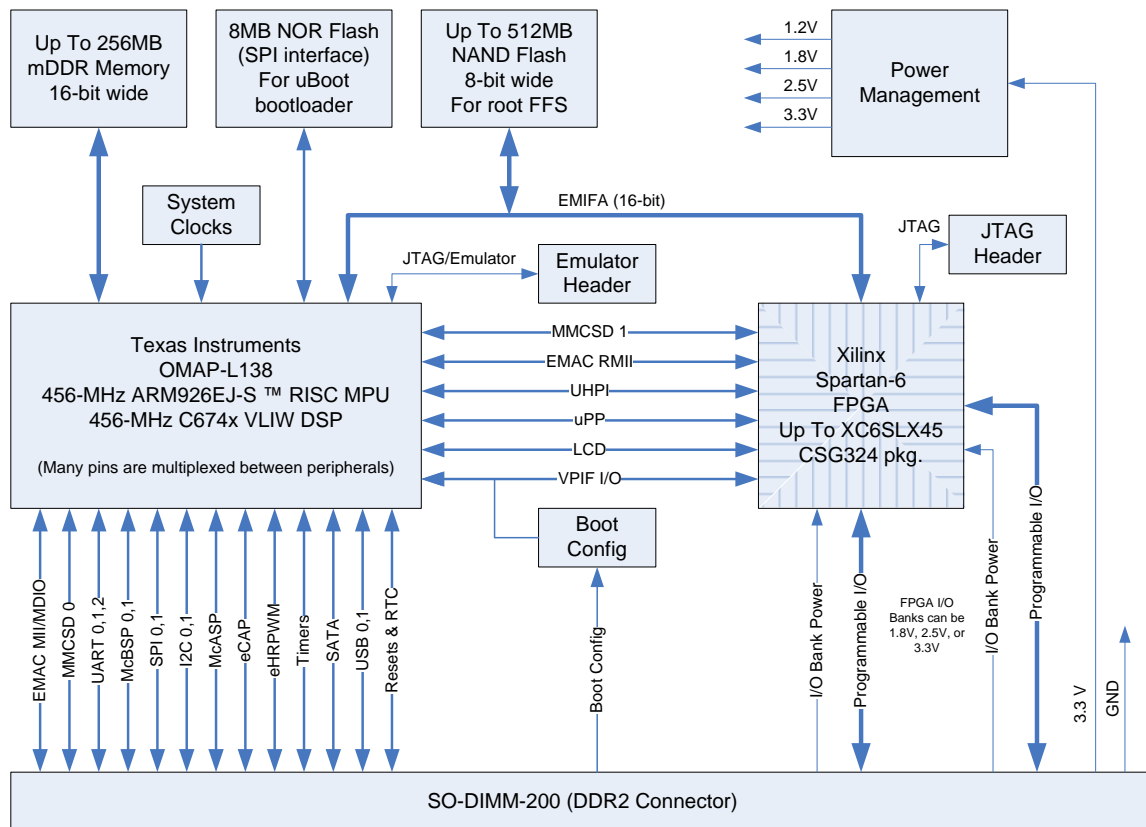 Up To 256MB
mDDR Memory
16-bit wide
8MB NOR Flash
(SPI interface)
For uBoot
bootloader
Up To 512MB
NAND Flash
8-bit wide
For root FFS
1.2V
1.8V
2.5V
3.3V
Power
Management
System
Clocks
EMIFA (16-bit)
JTAG/Emulator
Emulator
Header
JTAG
JTAG
Header
Texas Instruments
OMAP-L138
456-MHz ARM926EJ-S ™ RISC MPU
456-MHz C674x VLIW DSP
(Many pins are multiplexed between peripherals)
MMCSD 1
EMAC RMII
UHPI
uPP
LCD
VPIF I/O
Xilinx
Spartan-6
FPGA
Up To XC6SLX45
CSG324 pkg.
Boot
Config
EMAC MII/MDIO
MMCSD 0
UART 0,1,2
McBSP 0,1
SPI 0,1
I2C 0,1
McASP
eCAP
eHRPWM
Timers
SATA
USB 0,1
Resets & RTC
Boot Config
I/O Bank Power
Programmable I/O
FPGA I/O
Banks can be
1.8V, 2.5V, or
3.3V
I/O Bank Power
Programmable I/O
3.3 V
GND
SO-DIMM-200 (DDR2 Connector)